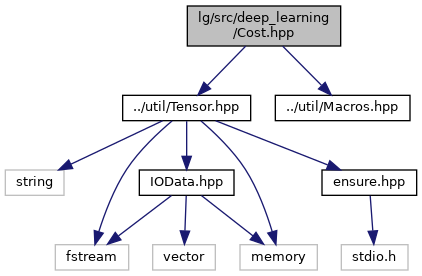 lg/src/deep_learning
/Cost.hpp
../util/Tensor.hpp
../util/Macros.hpp
string
IOData.hpp
ensure.hpp
fstream
vector
memory
stdio.h